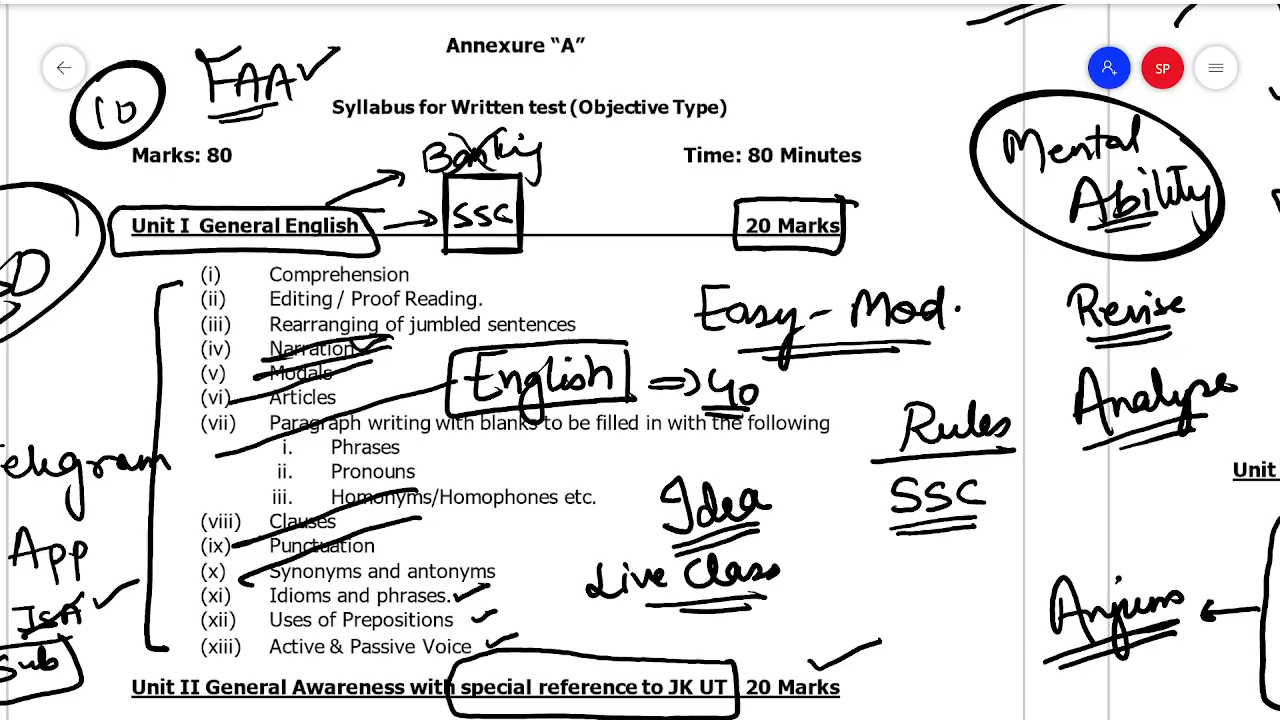 Annexure “A”
10
FAA
SP
Syllabus for Written test (Objective Type)
Mental
Ability
Banking
Marks: 80
Time: 80 Minutes
SSC
Unit I General English
20 Marks
(i) Comprehension
(ii) Editing / Proof Reading.
(iii) Rearranging of jumbled sentences
(iv) Narration
(v) Modals
(vi) Articles
(vii) Paragraph writing with blanks to be filled in with the following
i. Phrases
ii. Pronouns
iii. Homonyms/Homophones etc.
(viii) Clauses
(ix) Punctuation
(x) Synonyms and antonyms
(xi) Idioms and phrases.
(xii) Uses of Prepositions
(xiii) Active & Passive Voice
Easy - Mod.
English => 40
Revise
Analyse
Rules
SSC
Idea
Live Class
Telegram
App
Sub
Unit
Unit II General Awareness with special reference to JK UT 20 Marks